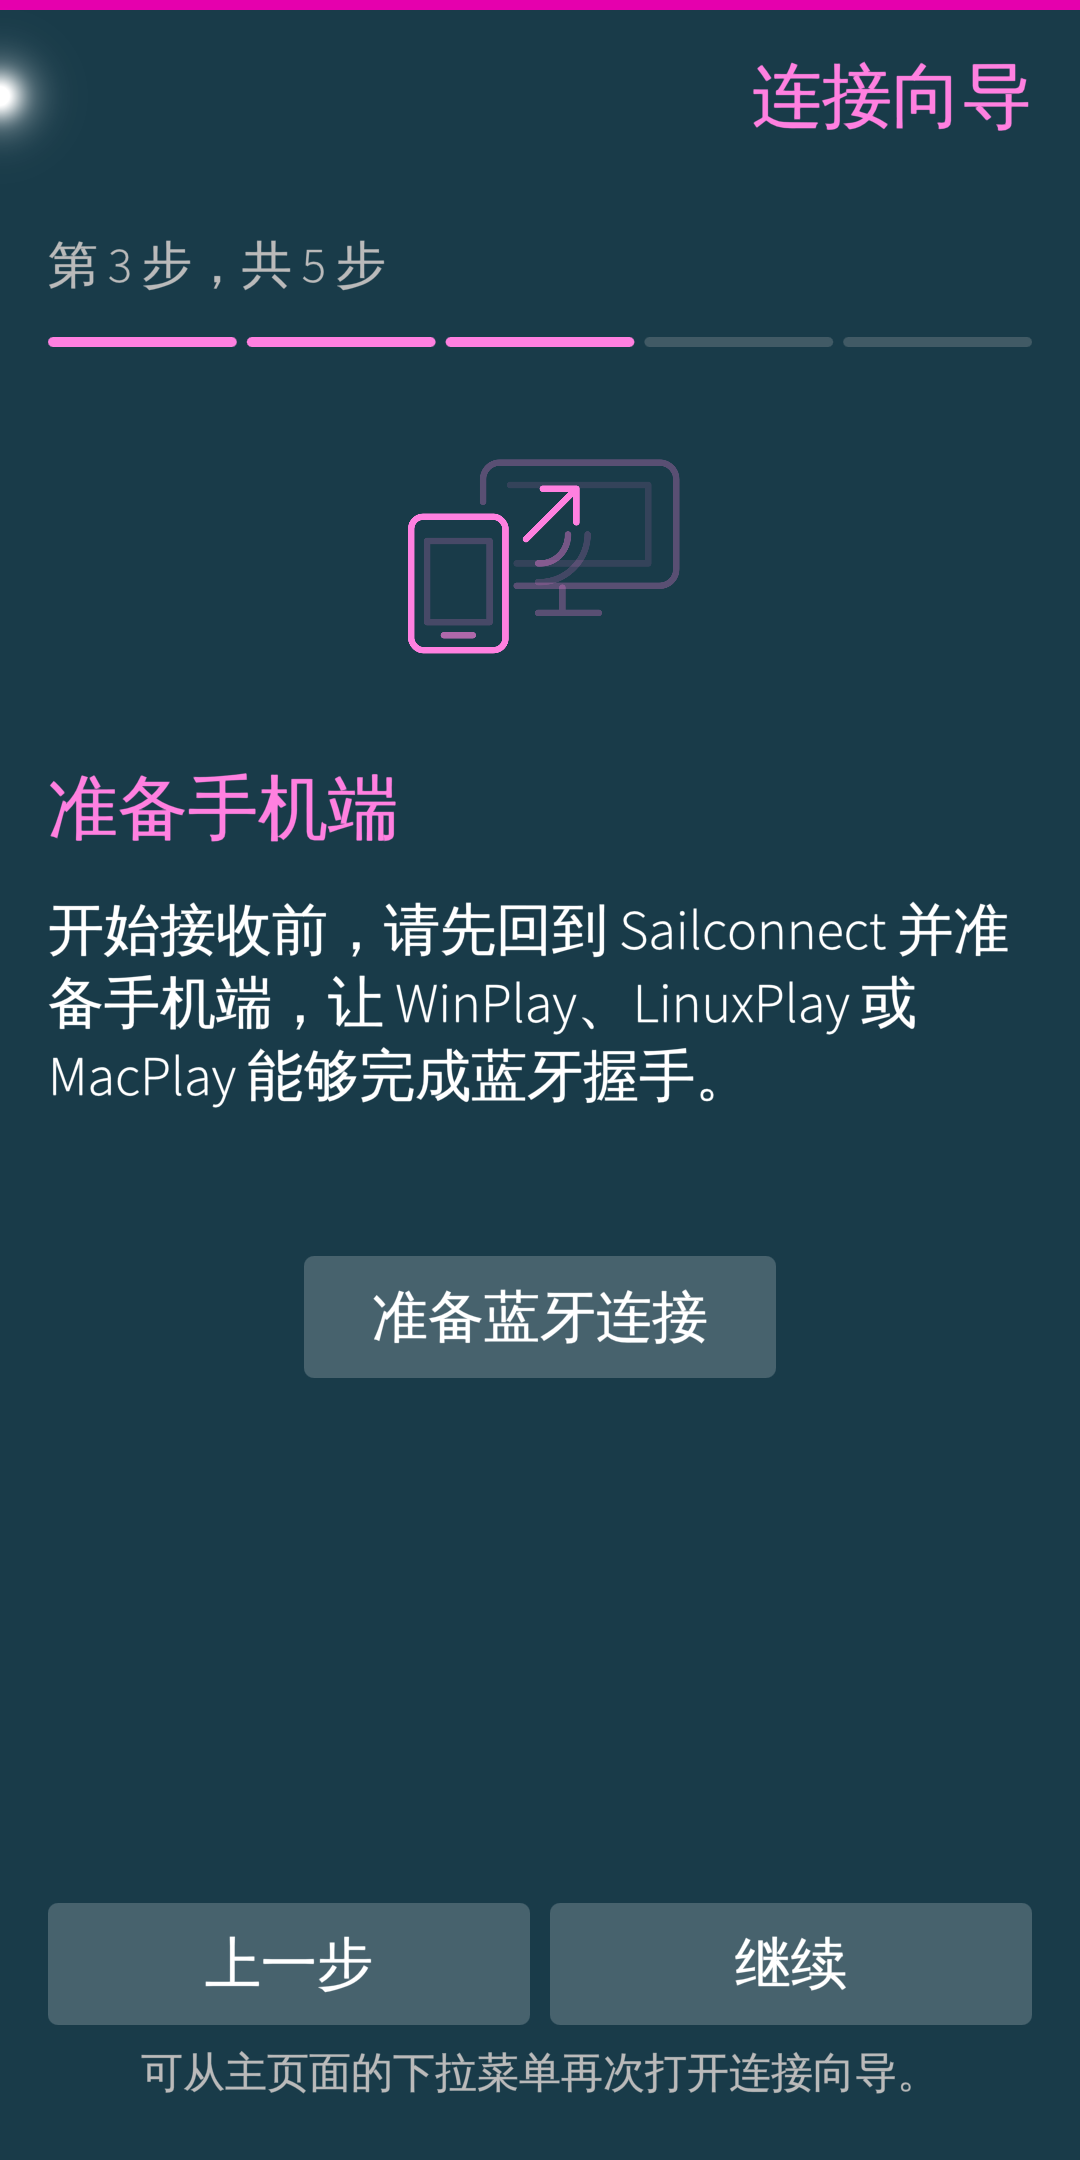 连接向导
第 3 步，共 5 步
准备手机端
开始接收前，请先回到 Sailconnect 并准
备手机端，让 WinPlay、LinuxPlay 或
MacPlay 能够完成蓝牙握手。
准备蓝牙连接
上一步
继续
可从主页面的下拉菜单再次打开连接向导。